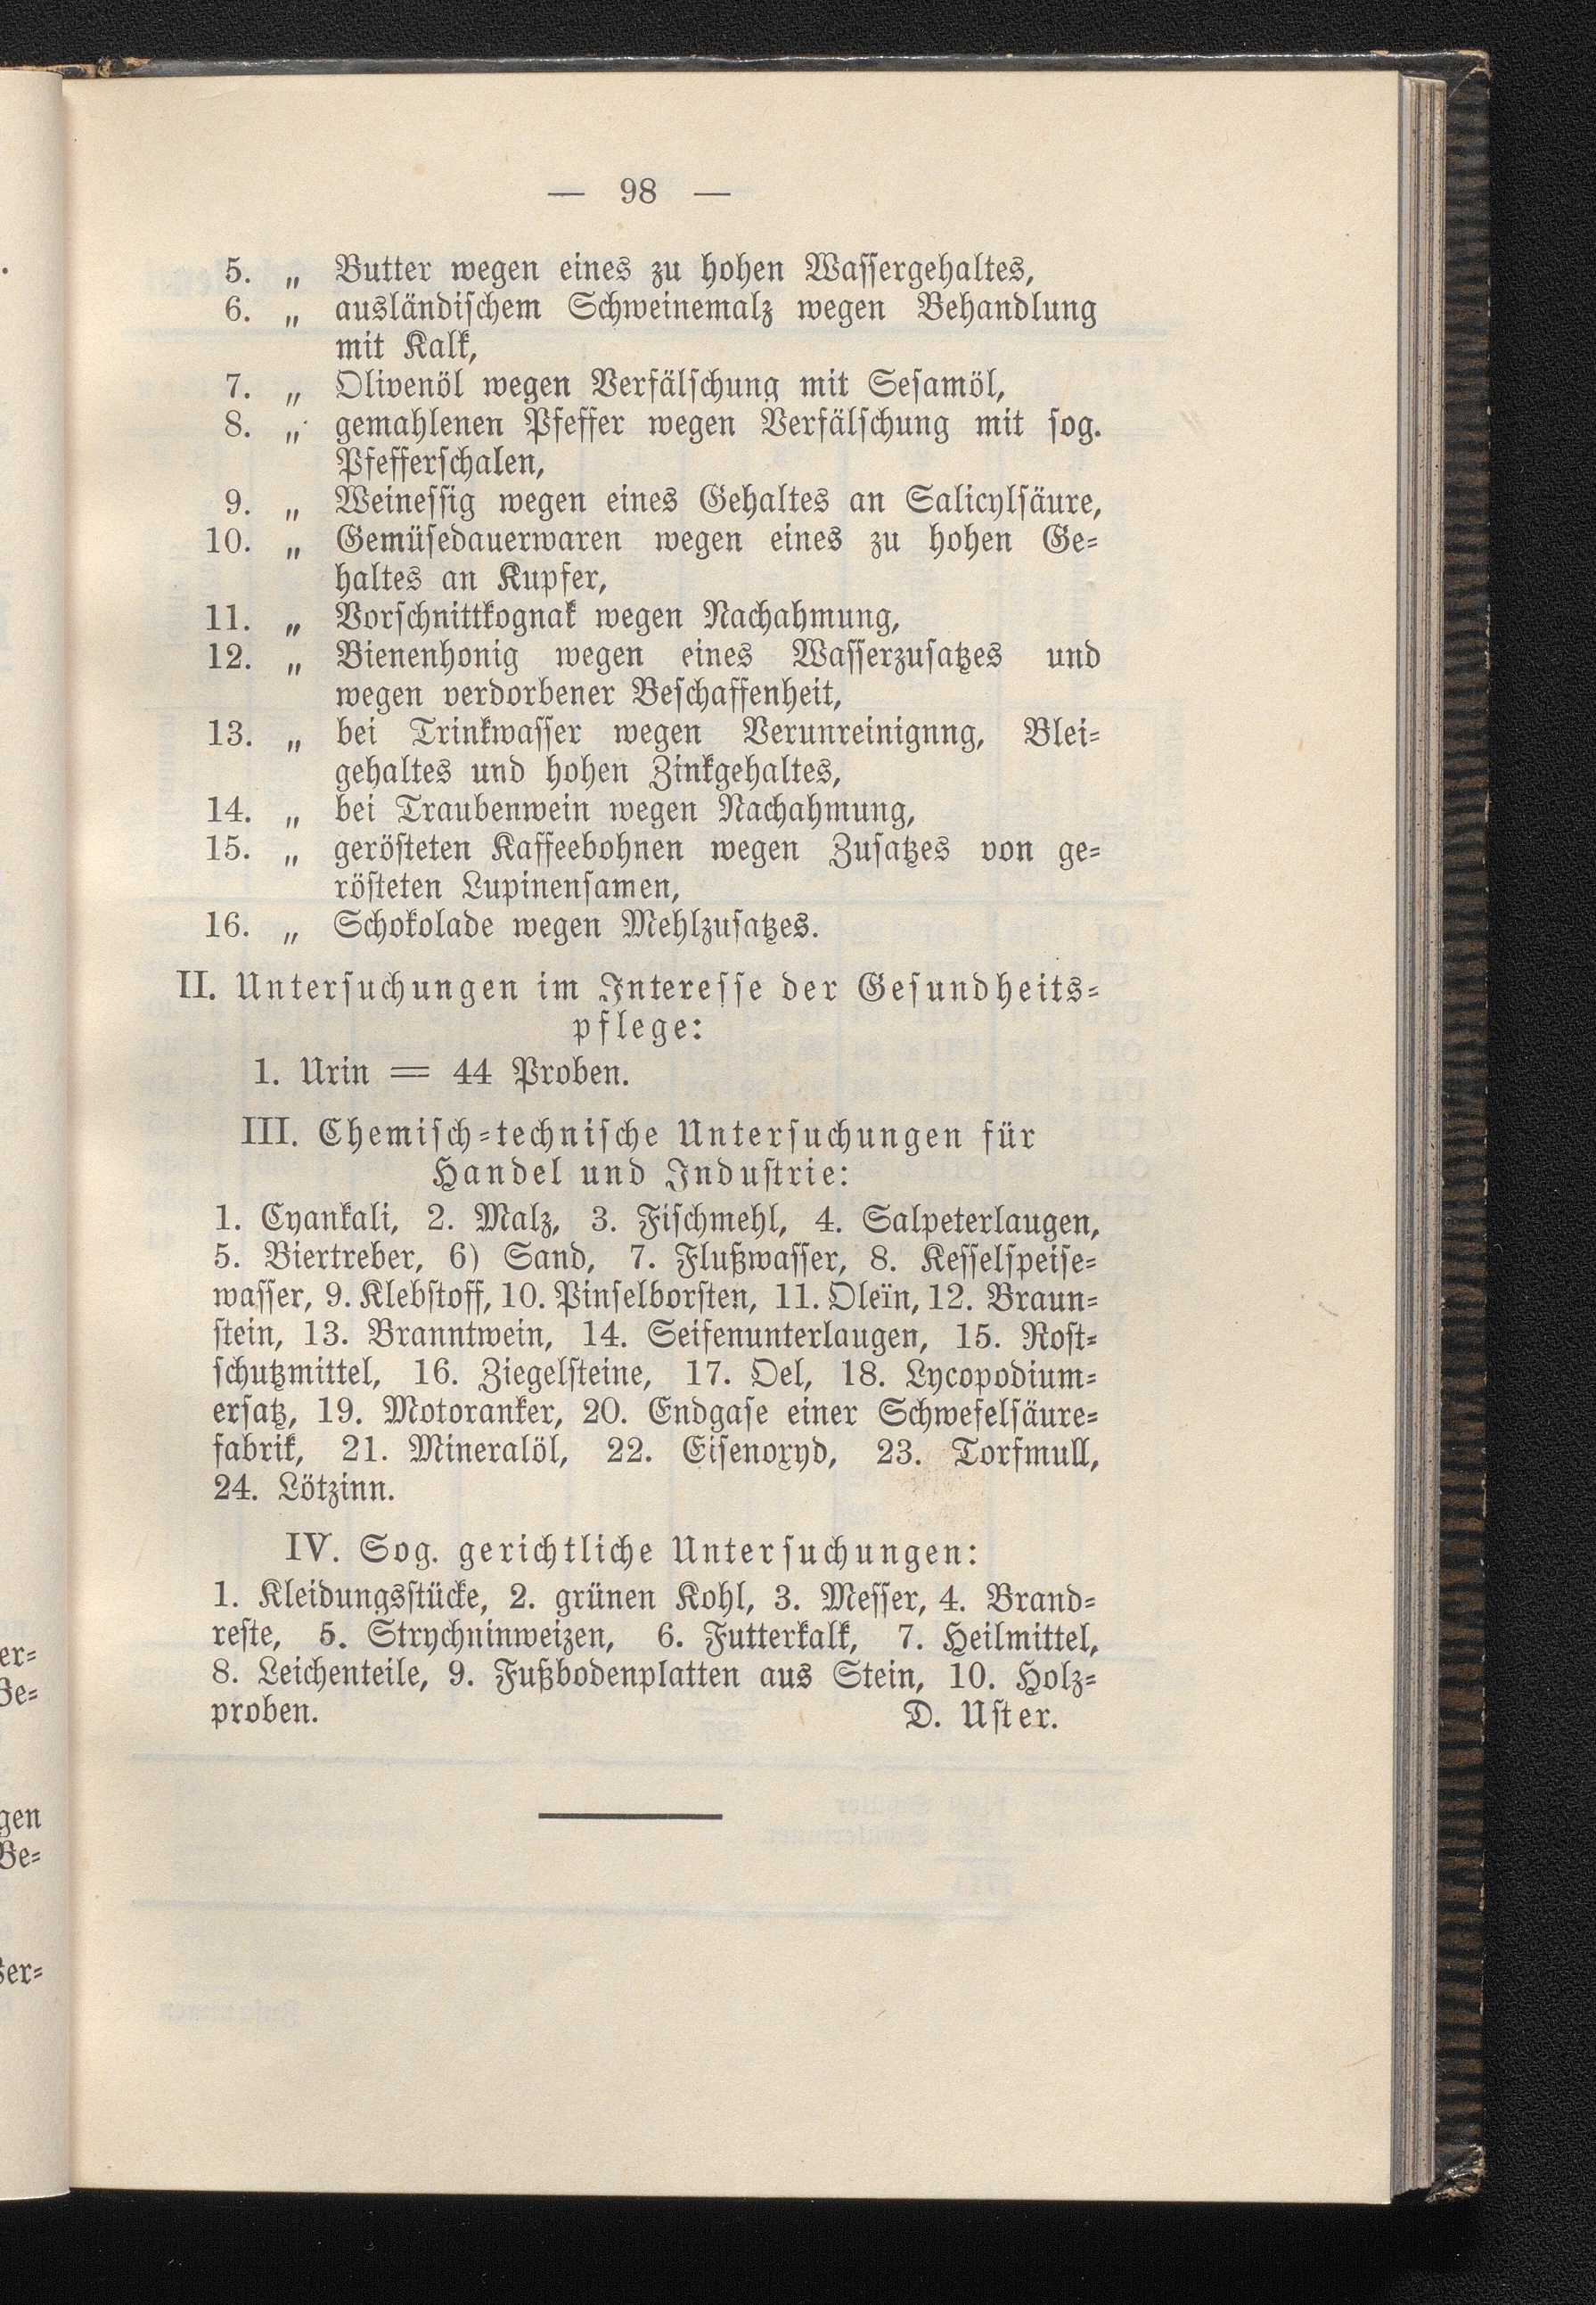 — 98 —
5. „ Butter wegen eines zu hohen Wassergehaltes,
6. „ ausländischem Schweinemalz wegen Behandlung
mit Kalk,
7. „ Olivenöl wegen Verfälschung mit Sesamöl,
8. „ gemahlenen Pfeffer wegen Verfälschung mit sog.
Pfefferschalen,
9. „ Weinessig wegen eines Gehaltes an Salicylsäure,
10. „ Gemüsedauerwaren wegen eines zu hohen Ge-
haltes an Kupfer,
11. „ Vorschnittkognak wegen Nachahmung,
12. „ Bienenhonig wegen eines Wasserzusatzes und
wegen verdorbener Beschaffenheit,
13. „ bei Trinkwasser wegen Verunreinignng, Blei-
gehaltes und hohen Zinkgehaltes,
14. „ bei Traubenwein wegen Nachahmung,
15. „ gerösteten Kaffeebohnen wegen Zusatzes von ge-
rösteten Lupinensamen,
16. „ Schokolade wegen Mehlzusatzes.
II. Untersuchungen im Interesse der Gesundheits-
pflege:
1. Urin = 44 Proben.
III. Chemisch-technische Untersuchungen für
Handel und Industrie:
1. Cyankali, 2. Malz, 3. Fischmehl, 4. Salpeterlaugen,
5. Biertreber, 6) Sand, 7. Flußwasser, 8. Kesselspeise-
wasser, 9. Klebstoff, 10. Pinselborsten, 11. Oleïn, 12. Braun-
stein, 13. Branntwein, 14. Seifenunterlaugen, 15. Rost-
schutzmittel, 16. Ziegelsteine, 17. Oel, 18. Lycopodium-
ersatz, 19. Motoranker, 20. Endgase einer Schwefelsäure-
fabrik, 21. Mineralöl, 22. Eisenoxyd, 23. Torfmull,
24. Lötzinn.
IV. Sog. gerichtliche Untersuchungen:
1. Kleidungsstücke, 2. grünen Kohl, 3. Messer, 4. Brand-
reste, 5. Strychninweizen, 6. Futterkalk, 7. Heilmittel,
8. Leichenteile, 9. Fußbodenplatten aus Stein, 10. Holz-
proben. D. Uster.